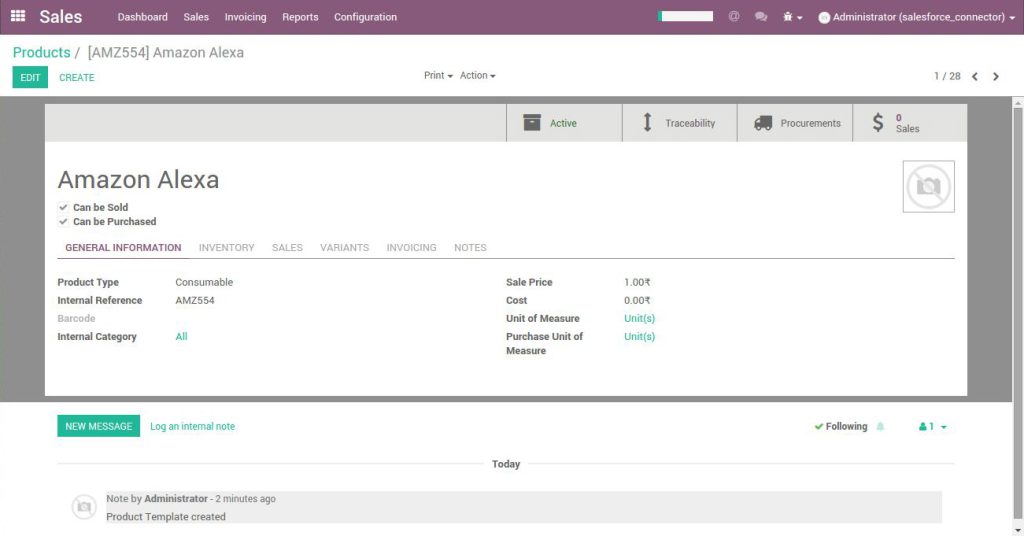 Sales Dashboard Sales Invoicing Reports Configuration @ Administrator (salesforce_connector)
Products / [AMZ554] Amazon Alexa
EDIT CREATE Print Action 1 / 28
Active Traceability Procurements 0 Sales
Amazon Alexa
Can be Sold
Can be Purchased
GENERAL INFORMATION INVENTORY SALES VARIANTS INVOICING NOTES
Product Type Consumable Sale Price 1.00₹
Internal Reference AMZ554 Cost 0.00₹
Barcode Unit of Measure Unit(s)
Internal Category All Purchase Unit of Unit(s)
Measure
NEW MESSAGE Log an internal note Following 1
Today
Note by Administrator - 2 minutes ago
Product Template created